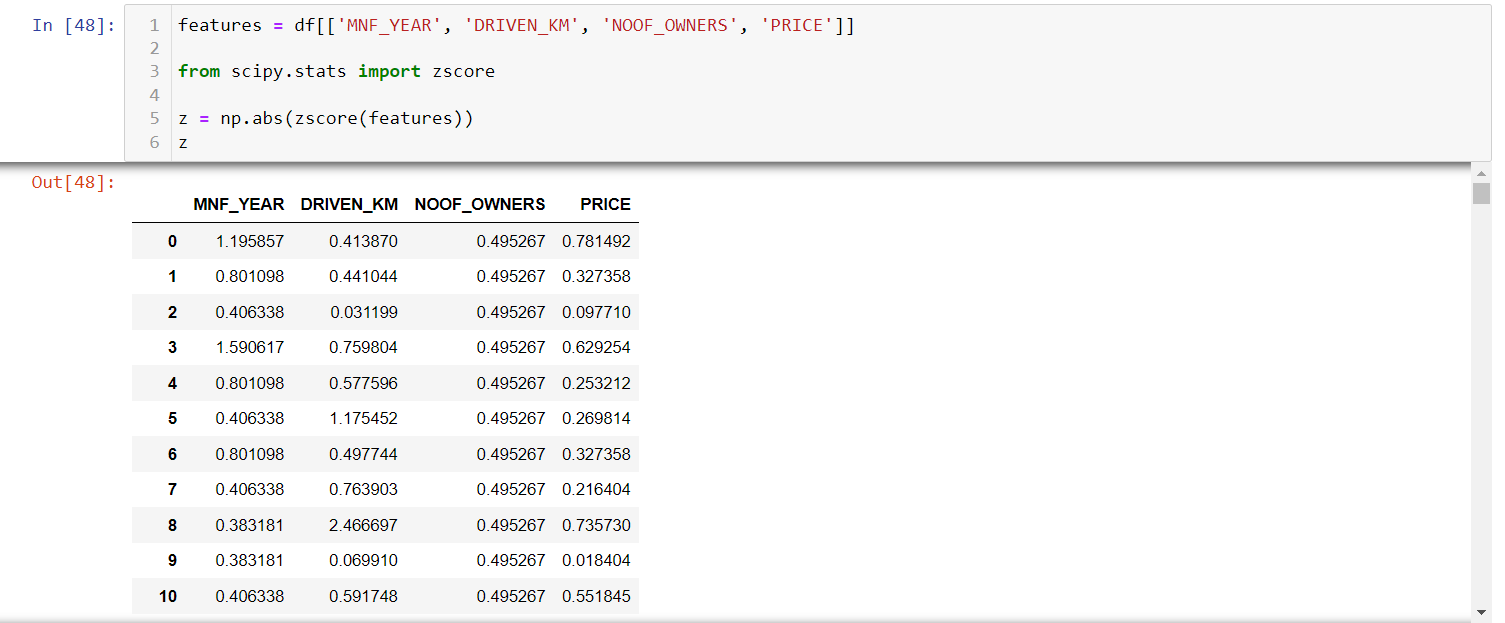 In [48]:
1 features = df[['MNF_YEAR', 'DRIVEN_KM', 'NOOF_OWNERS', 'PRICE']]
2
3 from scipy.stats import zscore
4
5 z = np.abs(zscore(features))
6 z
Out[48]:
MNF_YEAR DRIVEN_KM NOOF_OWNERS PRICE
0 1.195857 0.413870 0.495267 0.781492
1 0.801098 0.441044 0.495267 0.327358
2 0.406338 0.031199 0.495267 0.097710
3 1.590617 0.759804 0.495267 0.629254
4 0.801098 0.577596 0.495267 0.253212
5 0.406338 1.175452 0.495267 0.269814
6 0.801098 0.497744 0.495267 0.327358
7 0.406338 0.763903 0.495267 0.216404
8 0.383181 2.466697 0.495267 0.735730
9 0.383181 0.069910 0.495267 0.018404
10 0.406338 0.591748 0.495267 0.551845